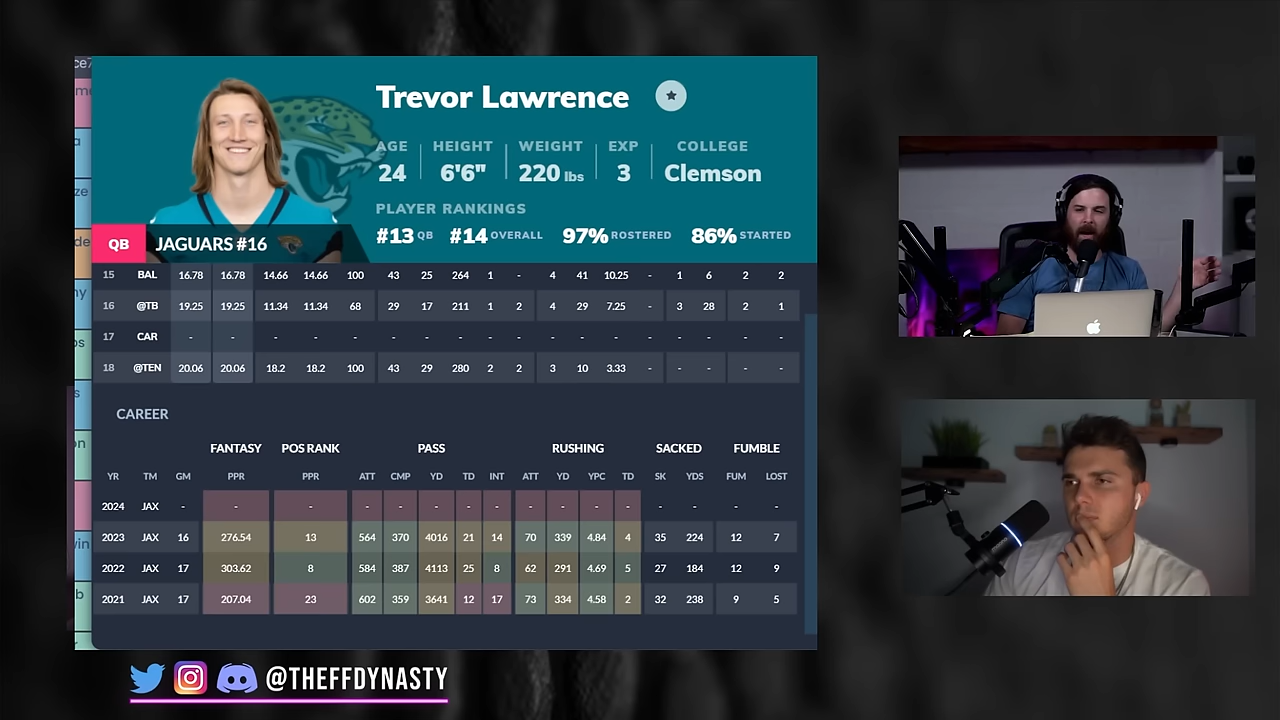 Trevor Lawrence
AGE HEIGHT WEIGHT EXP COLLEGE
24 6'6" 220 lbs 3 Clemson
PLAYER RANKINGS
#13 QB #14 OVERALL 97% ROSTERED 86% STARTED
QB JAGUARS #16
15 BAL 16.78 16.78 14.66 14.66 100 43 25 264 1 - 4 41 10.25 - 1 6 2 2
16 @TB 19.25 19.25 11.34 11.34 68 29 17 211 1 2 4 29 7.25 - 3 28 2 1
17 CAR - - - - - - - - - - - - - - - - - -
18 @TEN 20.06 20.06 18.2 18.2 100 43 29 280 2 2 3 10 3.33 - - - - -
CAREER
FANTASY POS RANK PASS RUSHING SACKED FUMBLE
YR TM GM PPR PPR ATT CMP YD TD INT ATT YD YPC TD SK YDS FUM LOST
2024 JAX - - - - - - - - - - - - - - - -
2023 JAX 16 276.54 13 564 370 4016 21 14 70 339 4.84 4 35 224 12 7
2022 JAX 17 303.62 8 584 387 4113 25 8 62 291 4.69 5 27 184 12 9
2021 JAX 17 207.04 23 602 359 3641 12 17 73 334 4.58 2 32 238 9 5
@THEFFDYNASTY